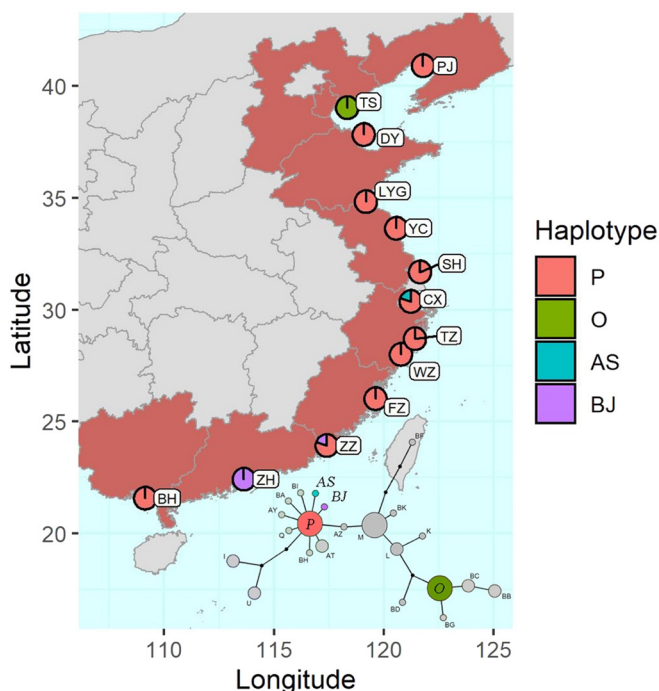 40
35
30
25
20
Latitude
110
115
120
125
Longitude
PJ
TS
DY
LYG
YC
SH
CX
TZ
WZ
FZ
ZZ
ZH
BH
BF
BI
AS
BA
BJ
AY
P
Q
BH
AT
AZ
M
BK
K
L
I
U
O
BC
BB
BD
BG
Haplotype
P
O
AS
BJ